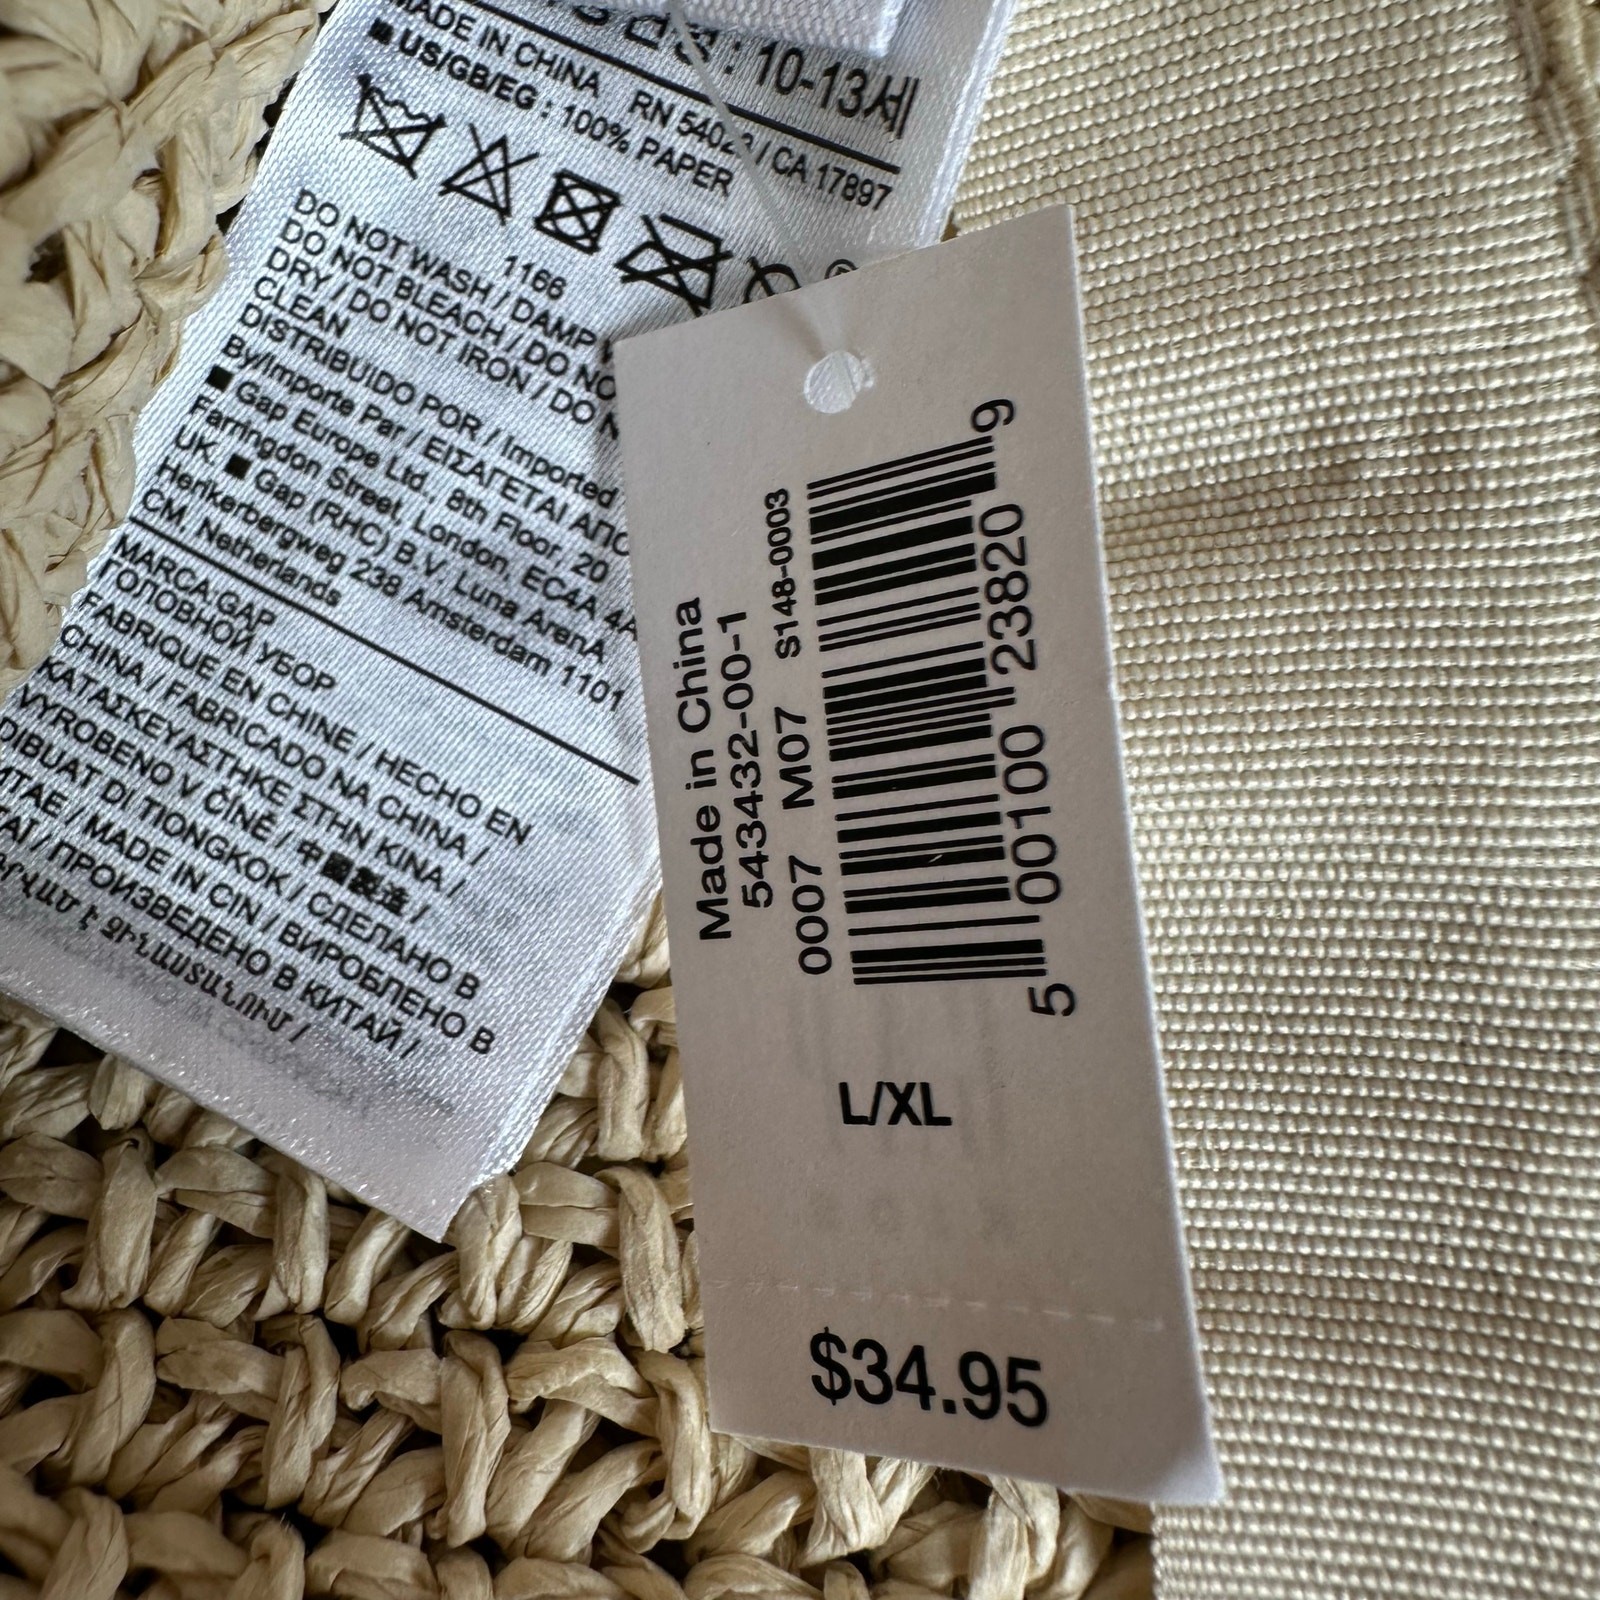 : 10-13세
MADE IN CHINA RN 54023 / CA 17897
■ US/GB/EG : 100% PAPER
1166
DO NOT WASH / DAMP
DO NOT BLEACH / DO NO
DRY / DO NOT IRON / DO N
CLEAN
DISTRIBUIDO POR / Imported
By/Importe Par / ΕΙΣΑΓΕΤΑΙ ΑΠΟ
■ Gap Europe Ltd., 8th Floor, 20
Farringdon Street, London, EC4A 4A
UK. ■ Gap (RHC) B.V. Luna ArenA
Herikerbergweg 238 Amsterdam 1101
CM, Netherlands
MARCA:GAP
ГОЛОВНОЙ УБОР
FABRIQUE EN CHINE / HECHO EN
CHINA / FABRICADO NA CHINA /
ΚΑΤΑΣΚΕΥΑΣΤΗΚΕ ΣΤΗΝ ΚΙΝΑ /
VYROBENO V ČÍNĚ / 中國製造 /
DIBUAT DI TIONGKOK / СДЕЛАНО В
ИТАЕ / MADE IN CIN / ВИРОБЛЕНО В
/ ПРОИЗВЕДЕНО В КИТАЙ /
է ՉԻՆԱՍՏԱՆՈՒՄ /
Made in China
543432-00-1
0007 M07 S148-0003
5 00100 23820 9
L/XL
$34.95